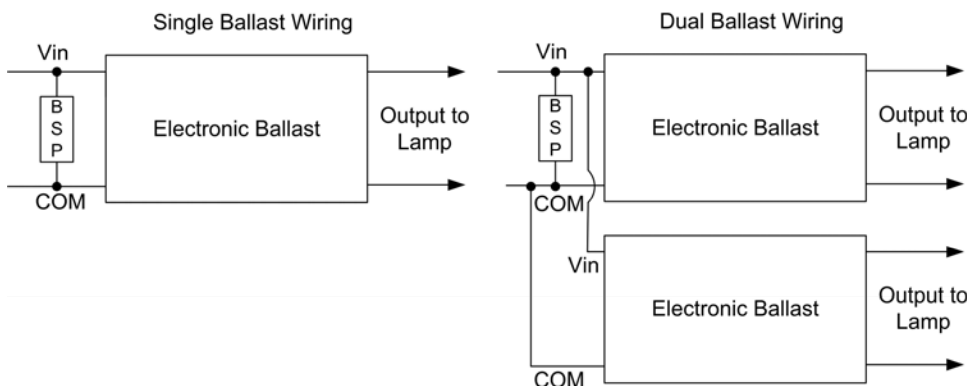 Single Ballast Wiring
Vin
B
S
P
Electronic Ballast
Output to
Lamp
COM
Dual Ballast Wiring
Vin
B
S
P
Electronic Ballast
Output to
Lamp
COM
Vin
Electronic Ballast
Output to
Lamp
COM